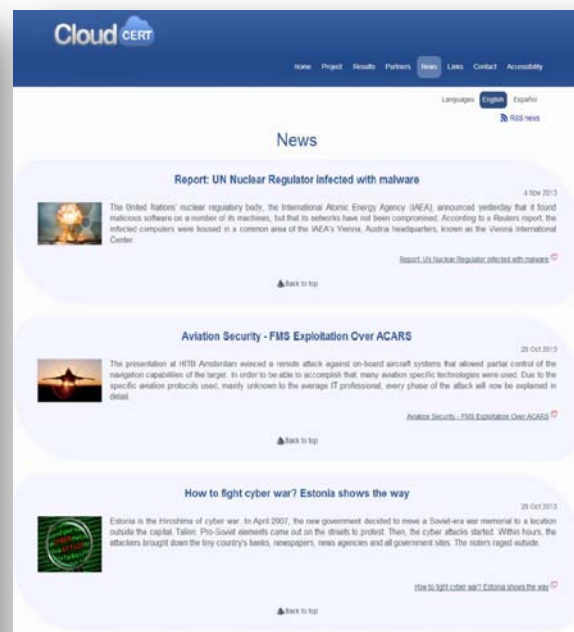 Cloud CERT
Home Project Results Partners News Links Contact Accessibility
Languages English Español
RSS news
News
Report: UN Nuclear Regulator infected with malware
4 Nov 2013
The United Nations' nuclear regulatory body, the International Atomic Energy Agency (IAEA), announced yesterday that it found
malicious software on a number of its machines, but that its networks have not been compromised. According to a Reuters report, the
infected computers were housed in a common area of the IAEA's Vienna, Austria headquarters, known as the Vienna International
Center.
Report: UN Nuclear Regulator infected with malware
Back to top
Aviation Security - FMS Exploitation Over ACARS
28 Oct 2013
The presentation at HITB Amsterdam evinced a remote attack against on-board aircraft systems that allowed partial control of the
navigation capabilities of the target. In order to be able to accomplish that, many aviation specific technologies were used. Due to the
specific aviation protocols used, mainly unknown to the average IT professional, every phase of the attack will now be explained in
detail.
Aviation Security - FMS Exploitation Over ACARS
Back to top
How to fight cyber war? Estonia shows the way
28 Oct 2013
Estonia is the Hiroshima of cyber war. In April 2007, the new government decided to move a Soviet-era war memorial to a location
outside the capital, Talinn. Pro-Soviet elements came out on the streets to protest. Then, the cyber attacks started. Within hours, the
attackers brought down the tiny country's banks, newspapers, news agencies and all government sites. The rioters raged outside.
How to fight cyber war? Estonia shows the way
Back to top